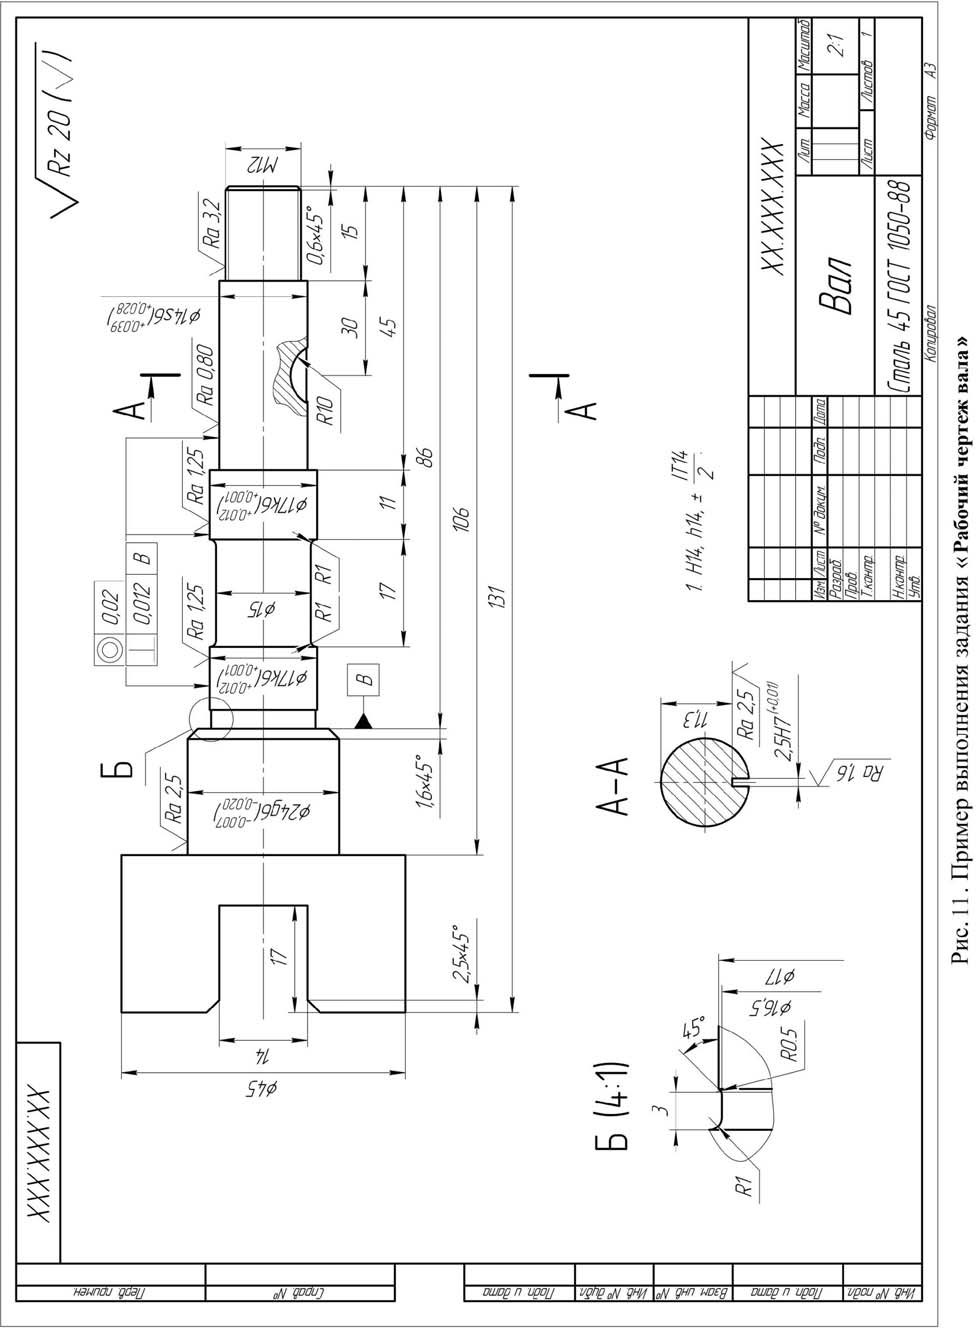 XX.XXX.XXX.XXX
Rz 20 (√)
Перв. примен.
Справ. №
Подп. и дата
Инв. № дубл.
Взам. инв. №
Подп. и дата
Инв. № подл.
⌀45
14
17
2,5×45°
Ra 2,5
⌀24g6(-0,007 -0,020)
Б
1,6×45°
◎ 0,02
⊥ 0,012 В
Ra 1,25
⌀17k6(+0,012 +0,001)
В
⌀15
R1
R1
17
Ra 1,25
⌀17k6(+0,012 +0,001)
11
А
А
Ra 0,80
⌀14s6(+0,039 +0,028)
R10
30
45
Ra 3,2
М12
0,6×45°
15
86
106
131
Б (4:1)
3
45°
R1
R0.5
⌀16,5
⌀17
А-А
11,3
Ra 2,5
2,5H7(+0,01)
Ra 1,6
1. H14, h14, ± IT14/2.
XX.XXX.XXX.XXX
Изм. Лист № докум. Подп. Дата
Разраб.
Пров.
Т.контр.
Н.контр.
Утв.
Вал
Лит. Масса Масштаб
2:1
Лист Листов 1
Сталь 45 ГОСТ 1050-88
Копировал Формат А3
Рис. 11. Пример выполнения задания «Рабочий чертеж вала»